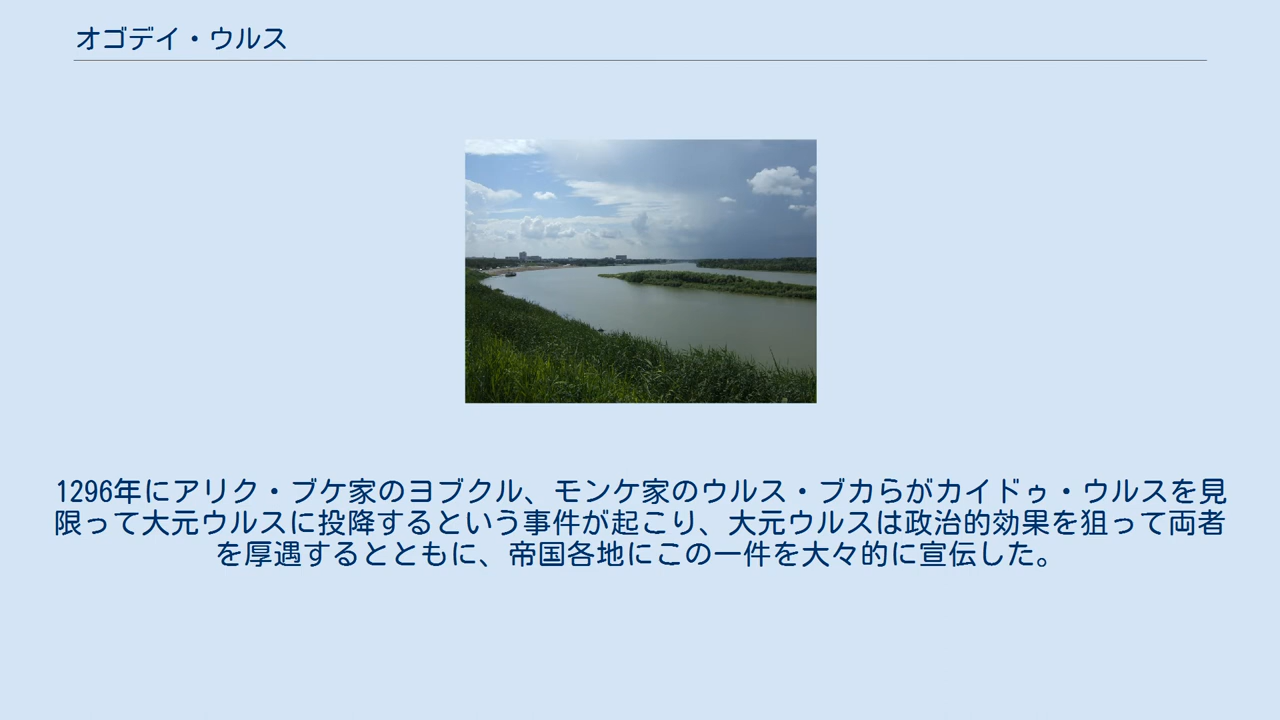 オゴデイ・ウルス
1296年にアリク・ブケ家のヨブクル、モンケ家のウルス・ブカらがカイドゥ・ウルスを見
限って大元ウルスに投降するという事件が起こり、大元ウルスは政治的効果を狙って両者
を厚遇するとともに、帝国各地にこの一件を大々的に宣伝した。